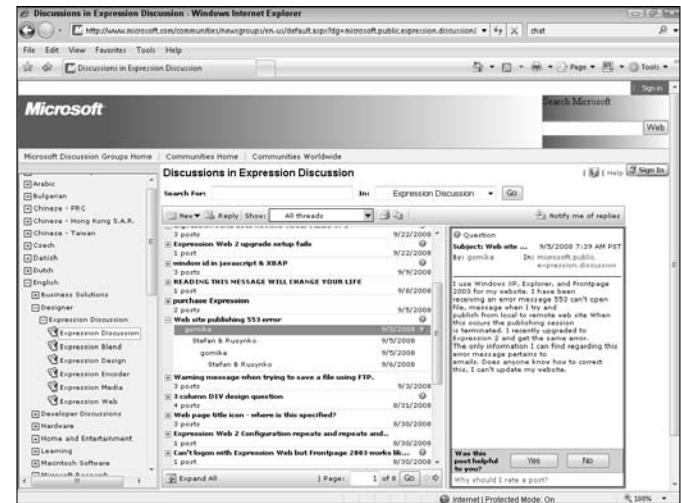 Discussions in Expression Discussion - Windows Internet Explorer
http://www.microsoft.com/communities/newsgroups/en-us/default.aspx?dg=microsoft.public.expression.discussion&
chat
File Edit View Favorites Tools Help
Discussions in Expression Discussion
Page Tools
Sign in
Microsoft
Search Microsoft
Web
Microsoft Discussion Groups Home | Communities Home | Communities Worldwide
Discussions in Expression Discussion
| Help Sign In
Search For: In: Expression Discussion Go
New Reply Show: All threads
Notify me of replies
Arabic
Bulgarian
Chinese - PRC
Chinese - Hong Kong S.A.R.
Chinese - Taiwan
Czech
Danish
Dutch
English
Business Solutions
Designer
Expression Discussion
Expression Discussion
Expression Blend
Expression Design
Expression Encoder
Expression Media
Expression Web
Developer Discussions
Hardware
Home and Entertainment
Learning
Macintosh Software
Microsoft Research
3 posts 9/22/2008
Expression Web 2 upgrade setup fails
1 post 9/22/2008
window id in javascript & XBAP
3 posts 9/9/2008
READING THIS MESSAGE WILL CHANGE YOUR LIFE
1 post 9/8/2008
purchase Expression
2 posts 9/5/2008
Web site publishing 553 error
gomika 9/5/2008
Stefan B Rusynko 9/5/2008
gomika 9/5/2008
Stefan B Rusynko 9/6/2008
Warning message when trying to save a file using FTP.
3 posts 9/3/2008
3 column DIV design question
4 posts 8/31/2008
Web page title icon - where is this specified?
3 posts 8/30/2008
Expression Web 2 Configuration repeats and repeats and..
1 post 8/30/2008
Can't logon with Expression Web but Frontpage 2003 works lik...
1 post 8/30/2008
Expand All | Page: 1 of 8 Go
Question
Subject: Web site ... 9/5/2008 7:39 AM PST
By: gomika In: microsoft.public.
expression.discussion
I use Windows XP, Explorer, and Frontpage
2003 for my website. I have been
receiving an error message 553 can't open
file, message when I try and
publish from local to remote web site When
this occurs the publishing session
is terminated. I recently upgraded to
Expression 2 and get the same error.
The only information I can find regarding this
error message pertains to
emails. Does anyone know how to correct
this, I can't update my website.
Was this
post helpful
to you?
Yes No
Why should I rate a post?
Internet | Protected Mode: On 100%